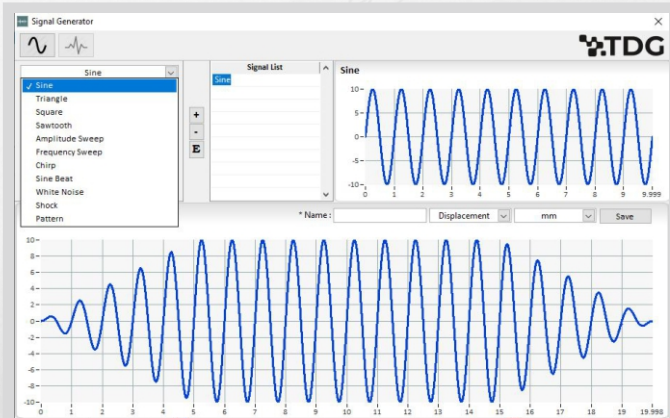 Signal Generator
TDG
Sine
✓ Sine
Triangle
Square
Sawtooth
Amplitude Sweep
Frequency Sweep
Chirp
Sine Beat
White Noise
Shock
Pattern
+
-
E
Signal List
Sine
Sine
10
5
0
-5
-10
0 1 2 3 4 5 6 7 8 9 9.999
* Name :
Displacement
mm
Save
10
8
6
4
2
0
-2
-4
-6
-8
-10
0 1 2 3 4 5 6 7 8 9 10 11 12 13 14 15 16 17 18 19 19.998